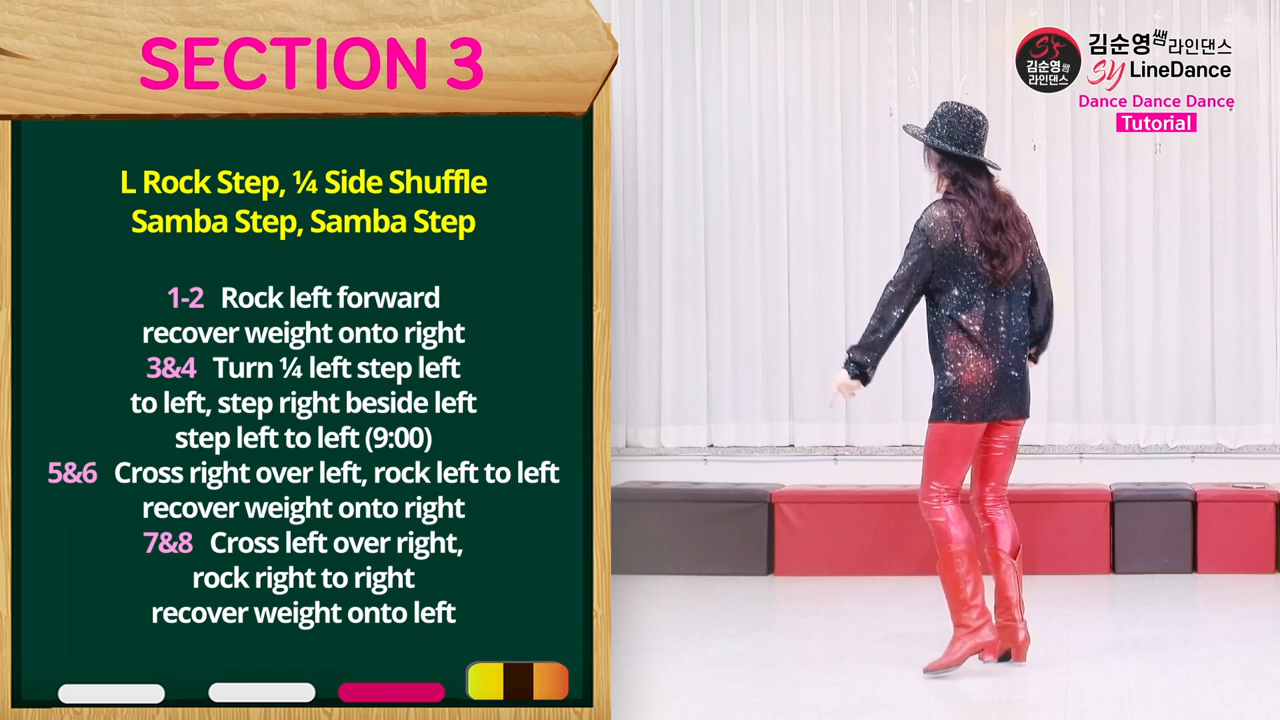 SECTION 3
L Rock Step, ¼ Side Shuffle
Samba Step, Samba Step
1-2 Rock left forward
recover weight onto right
3&4 Turn ¼ left step left
to left, step right beside left
step left to left (9:00)
5&6 Cross right over left, rock left to left
recover weight onto right
7&8 Cross left over right,
rock right to right
recover weight onto left
SY
김순영쌤
라인댄스
김순영쌤라인댄스
SY LineDance
Dance Dance Dance
Tutorial